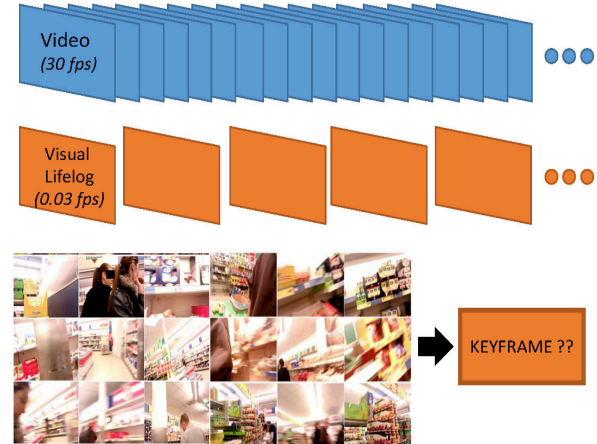 Video
(30 fps)
Visual
Lifelog
(0.03 fps)
KEYFRAME ??